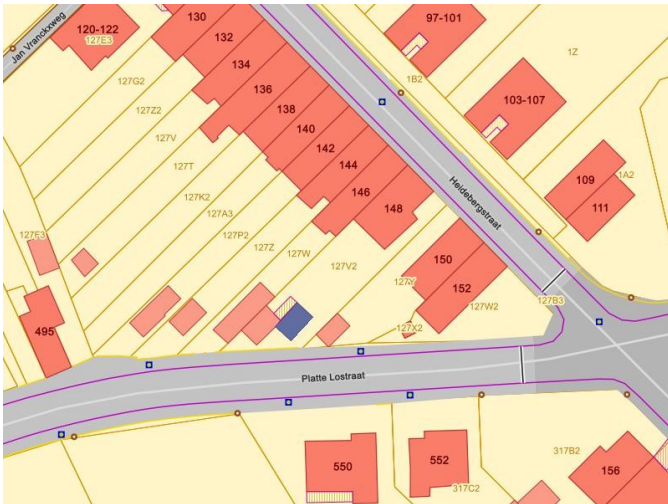 130
97-101
120-122
127E3
132
Jan Vranckxweg
134
1Z
127G2
136
1B2
103-107
127Z2
138
127V
140
142
127T
144
109
1A2
127K2
146
Heidebergstraat
127A3
148
111
127F3
127P2
127Z
127W
150
127V2
127Y
152
127B3
127W2
495
127X2
Platte Lostraat
317B2
550
552
156
317C2